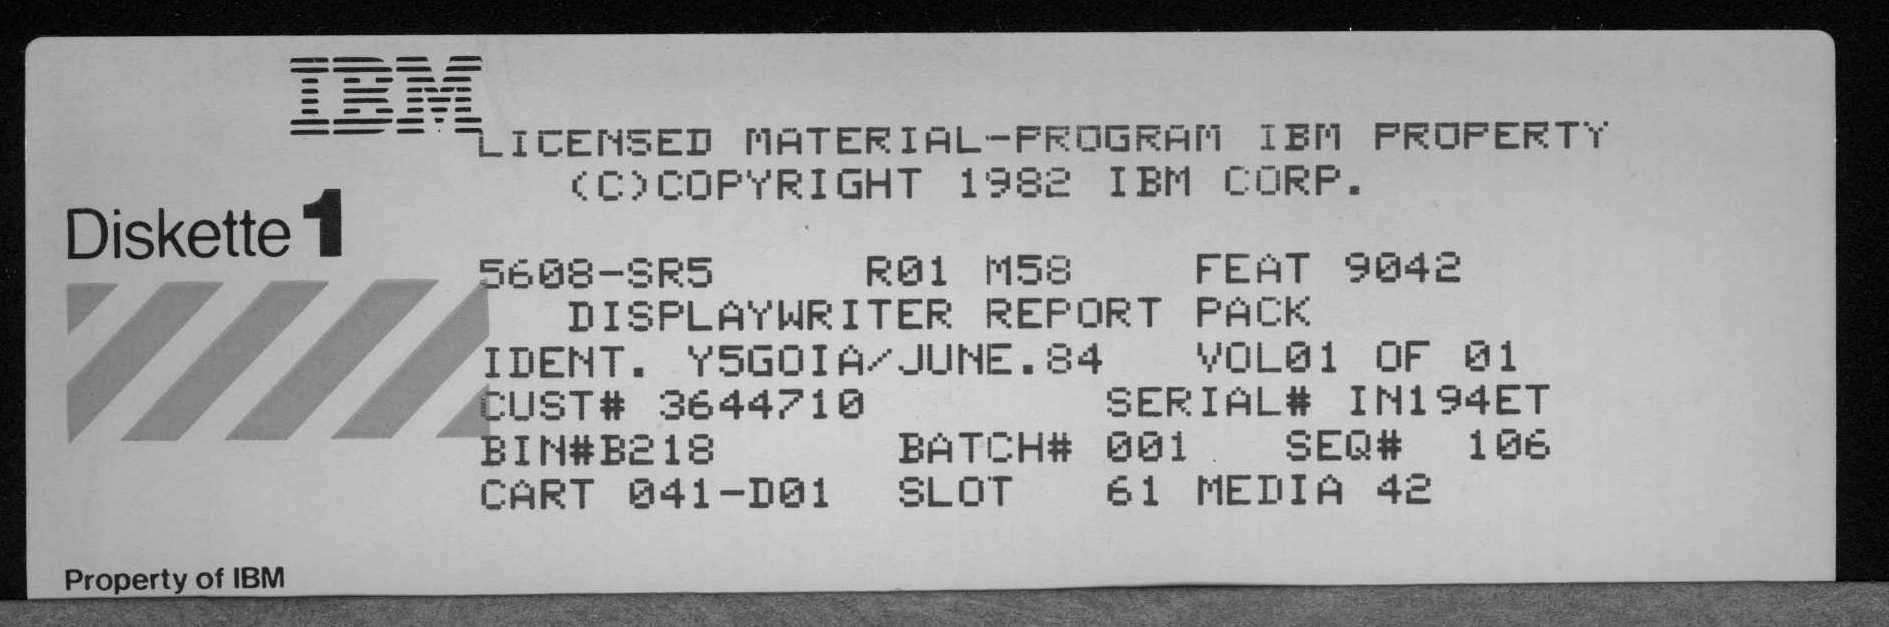 IBM
LICENSED MATERIAL-PROGRAM IBM PROPERTY
(C)COPYRIGHT 1982 IBM CORP.
Diskette 1
5608-SR5 R01 M58 FEAT 9042
DISPLAYWRITER REPORT PACK
IDENT. Y5GOIA/JUNE.84 VOL01 OF 01
CUST# 3644710 SERIAL# IN194ET
BIN#B218 BATCH# 001 SEQ# 106
CART 041-D01 SLOT 61 MEDIA 42
Property of IBM